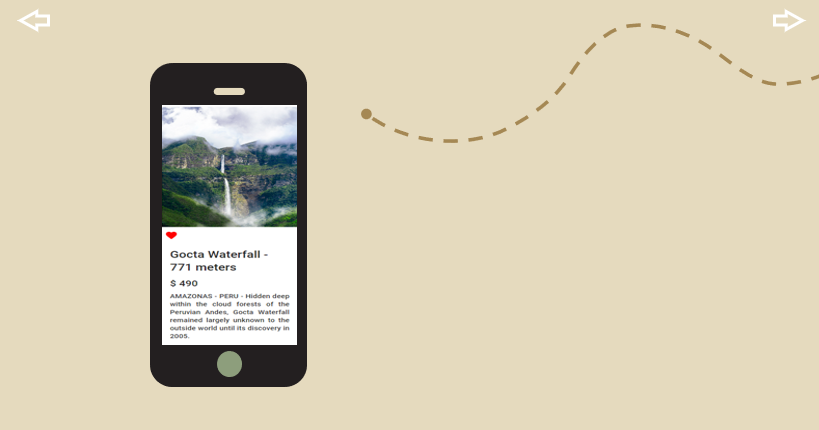 Gocta Waterfall -
771 meters
$ 490
AMAZONAS - PERU - Hidden deep
within the cloud forests of the
Peruvian Andes, Gocta Waterfall
remained largely unknown to the
outside world until its discovery in
2005.